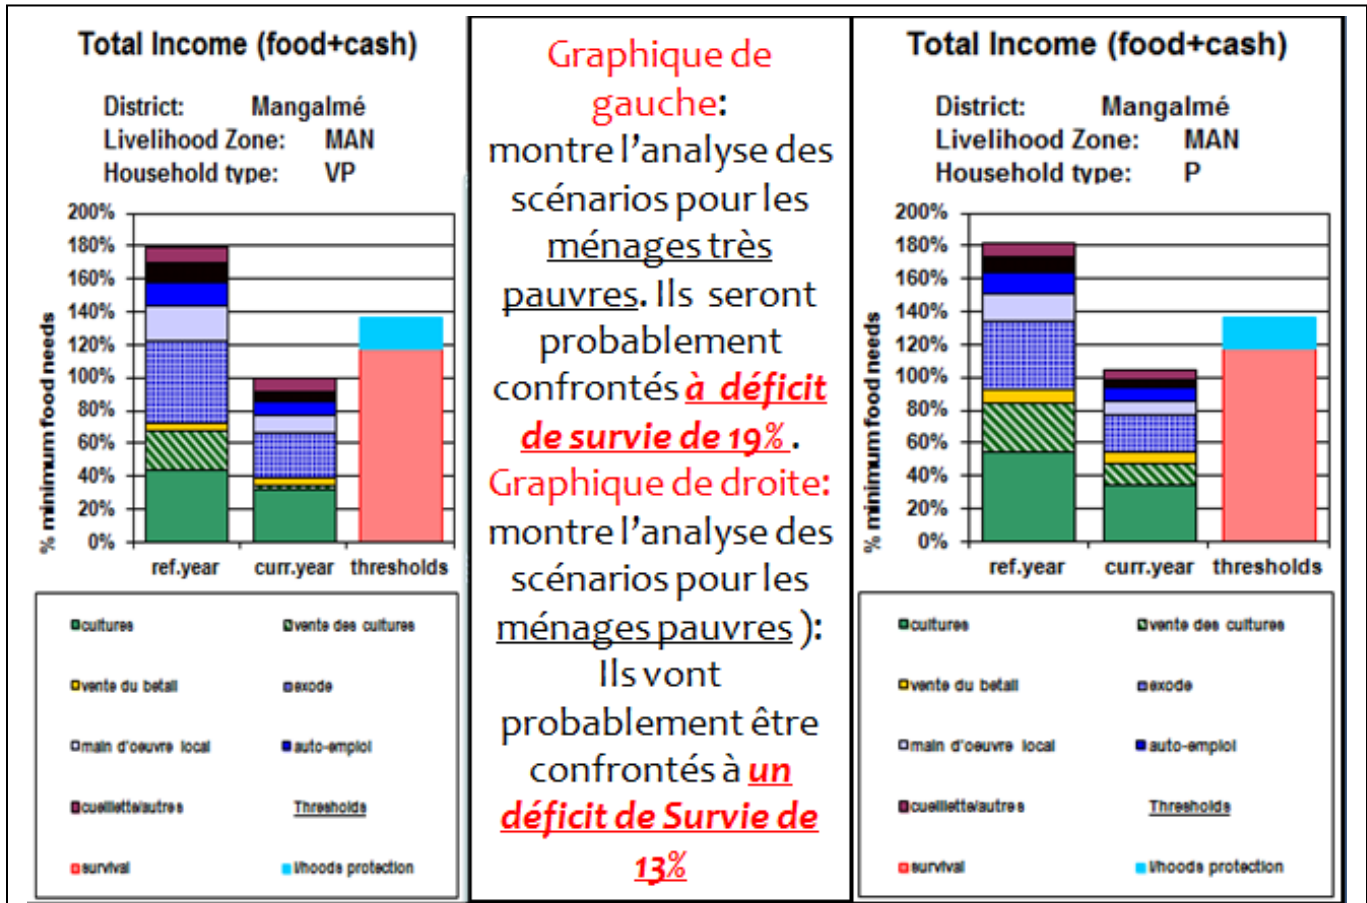 Total Income (food+cash)
District: Mangalmé
Livelihood Zone: MAN
Household type: VP
200%
180%
160%
140%
120%
100%
80%
60%
40%
20%
0%
% minimum food needs
ref.year curr.year thresholds
cultures vente des cultures
vente du betail exode
main d'oeuvre local auto-emploi
cueillette/autres Thresholds
survival l/hoods protection
Graphique de
gauche:
montre l'analyse des
scénarios pour les
ménages très
pauvres. Ils seront
probablement
confrontés à déficit
de survie de 19% .
Graphique de droite:
montre l'analyse des
scénarios pour les
ménages pauvres ):
Ils vont
probablement être
confrontés à un
déficit de Survie de
13%
Total Income (food+cash)
District: Mangalmé
Livelihood Zone: MAN
Household type: P
200%
180%
160%
140%
120%
100%
80%
60%
40%
20%
0%
% minimum food needs
ref.year curr.year thresholds
cultures vente des cultures
vente du betail exode
main d'oeuvre local auto-emploi
cueillette/autres Thresholds
survival l/hoods protection